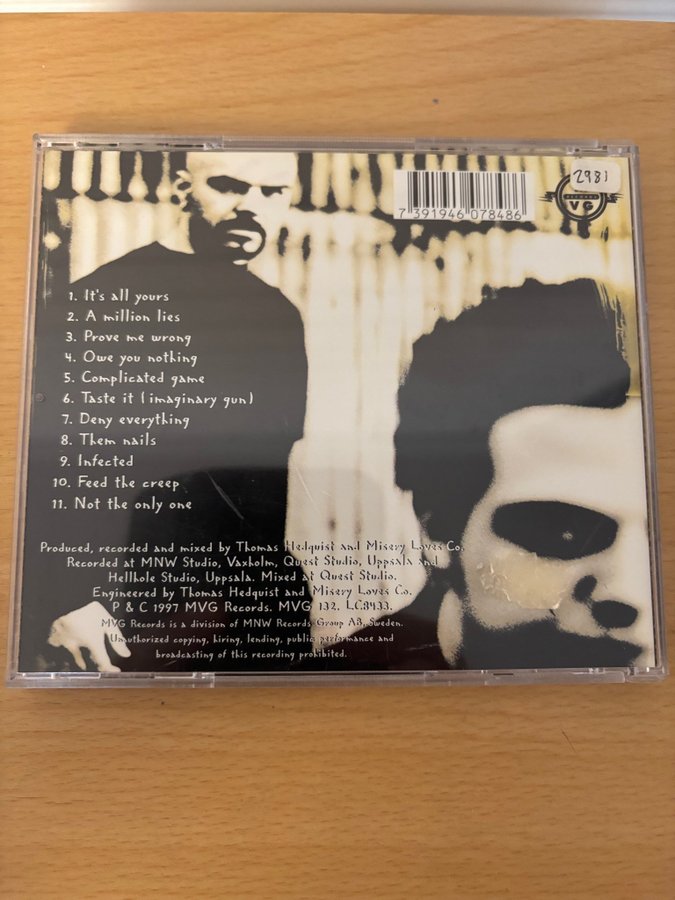 2981
VG
7 391946 078486
1. It's all yours
2. A million lies
3. Prove me wrong
4. Owe you nothing
5. Complicated game
6. Taste it (imaginary gun)
7. Deny everything
8. Them nails
9. Infected
10. Feed the creep
11. Not the only one
Produced, recorded and mixed by Thomas Hedquist and Misery Loves Co.
Recorded at MNW Studio, Vaxholm, Quest Studio, Uppsala and
Hellhole Studio, Uppsala. Mixed at Quest Studio.
Engineered by Thomas Hedquist and Misery Loves Co.
P & C 1997 MVG Records. MVG 132. LC8433.
MVG Records is a division of MNW Records Group AB, Sweden.
Unauthorized copying, hiring, lending, public performance and
broadcasting of this recording prohibited.